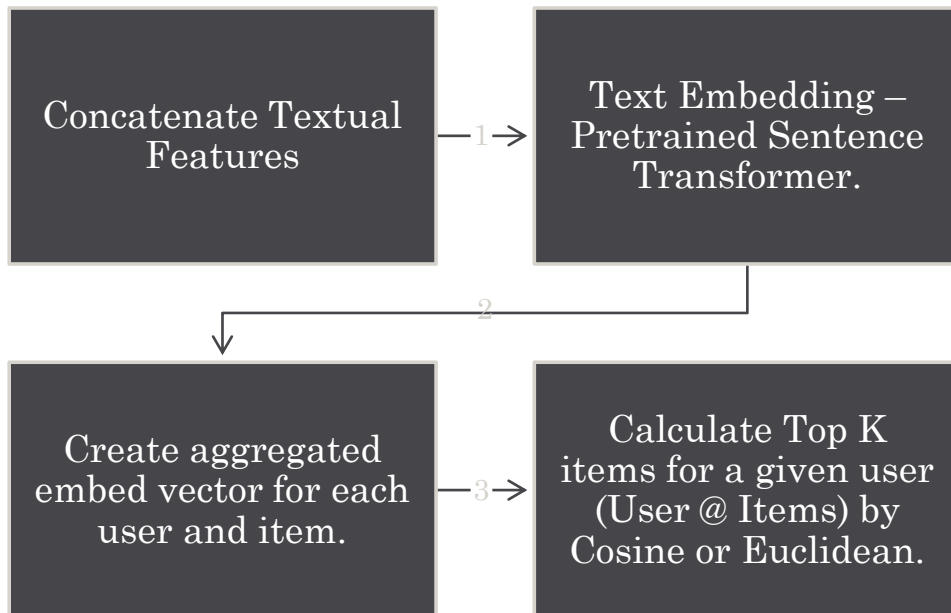 Concatenate Textual
Features
1
Text Embedding –
Pretrained Sentence
Transformer.
2
Create aggregated
embed vector for each
user and item.
3
Calculate Top K
items for a given user
(User @ Items) by
Cosine or Euclidean.